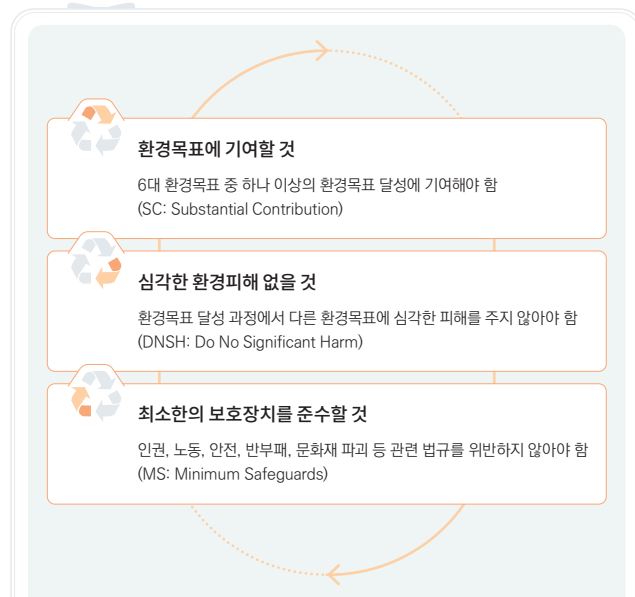 환경목표에 기여할 것
6대 환경목표 중 하나 이상의 환경목표 달성에 기여해야 함
(SC: Substantial Contribution)
심각한 환경피해 없을 것
환경목표 달성 과정에서 다른 환경목표에 심각한 피해를 주지 않아야 함
(DNSH: Do No Significant Harm)
최소한의 보호장치를 준수할 것
인권, 노동, 안전, 반부패, 문화재 파괴 등 관련 법규를 위반하지 않아야 함
(MS: Minimum Safeguards)